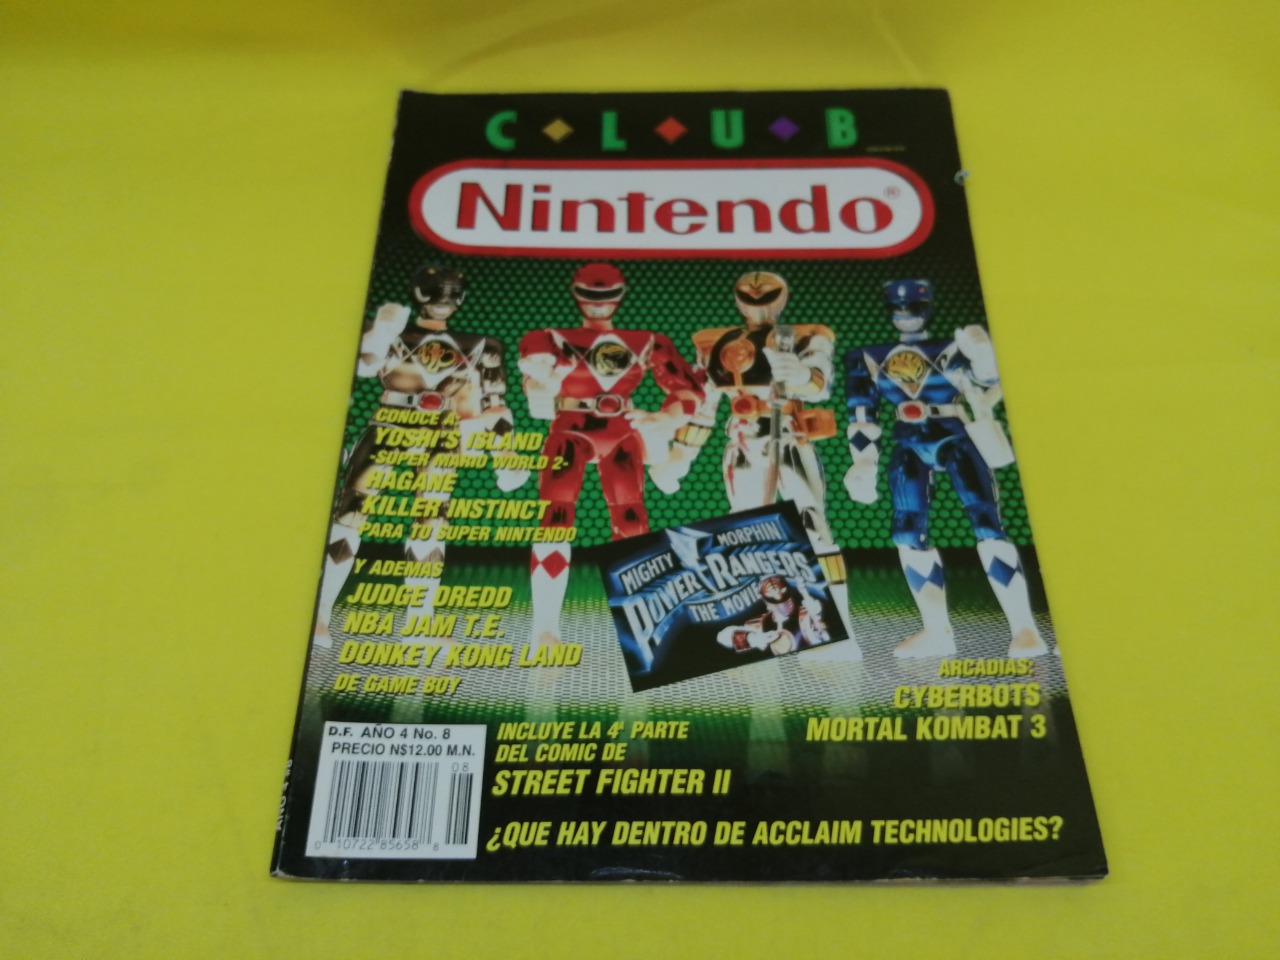 C L U B
Nintendo®
CONOCE A:
YOSHI'S ISLAND
-SUPER MARIO WORLD 2-
HAGANE
KILLER INSTINCT
PARA TU SUPER NINTENDO
Y ADEMAS
JUDGE DREDD
NBA JAM T.E.
DONKEY KONG LAND
DE GAME BOY
MIGHTY MORPHIN
POWER RANGERS
THE MOVIE
ARCADIAS:
CYBERBOTS
MORTAL KOMBAT 3
INCLUYE LA 4ª PARTE
DEL COMIC DE
STREET FIGHTER II
¿QUE HAY DENTRO DE ACCLAIM TECHNOLOGIES?
D.F. AÑO 4 No. 8
PRECIO N$12.00 M.N.
08
0 10722 85658 8